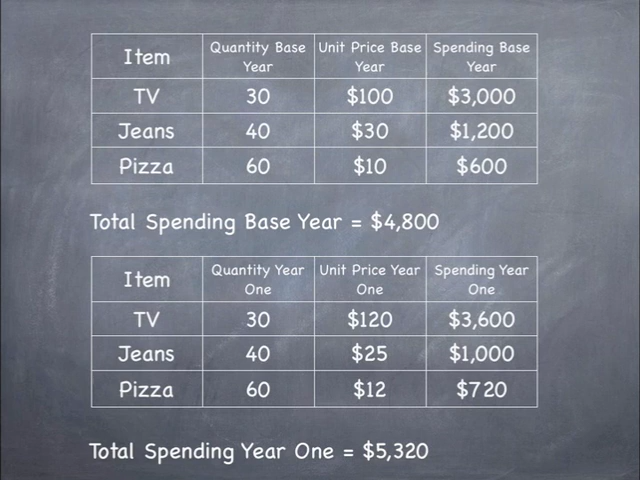 Item Quantity Base Year Unit Price Base Year Spending Base Year
TV 30 $100 $3,000
Jeans 40 $30 $1,200
Pizza 60 $10 $600
Total Spending Base Year = $4,800
Item Quantity Year One Unit Price Year One Spending Year One
TV 30 $120 $3,600
Jeans 40 $25 $1,000
Pizza 60 $12 $720
Total Spending Year One = $5,320